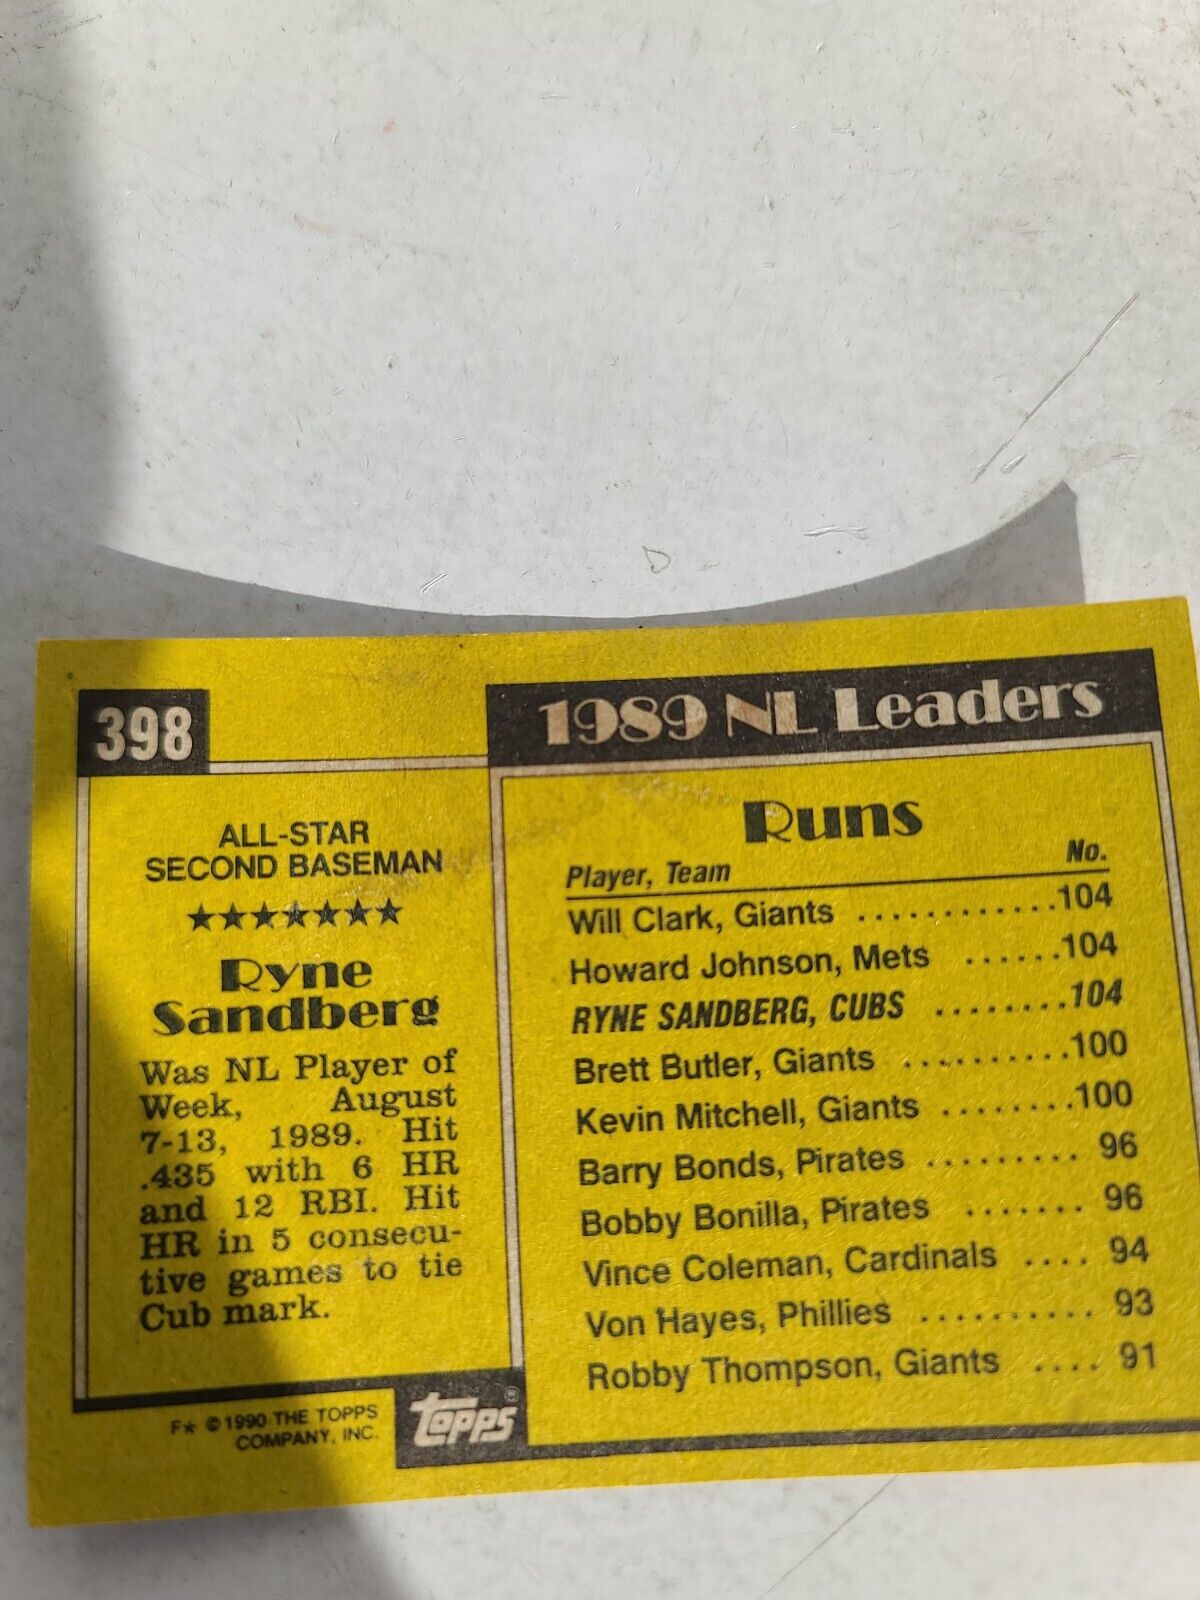 398
ALL-STAR
SECOND BASEMAN
★★★★★★★
Ryne
Sandberg
Was NL Player of
Week, August
7-13, 1989. Hit
.435 with 6 HR
and 12 RBI. Hit
HR in 5 consecu-
tive games to tie
Cub mark.
F★ © 1990 THE TOPPS
COMPANY, INC.
Topps®
1989 NL Leaders
Runs
Player, Team No.
Will Clark, Giants ............104
Howard Johnson, Mets ......104
RYNE SANDBERG, CUBS ........104
Brett Butler, Giants ..........100
Kevin Mitchell, Giants ........100
Barry Bonds, Pirates ......... 96
Bobby Bonilla, Pirates ....... 96
Vince Coleman, Cardinals .... 94
Von Hayes, Phillies .......... 93
Robby Thompson, Giants .... 91